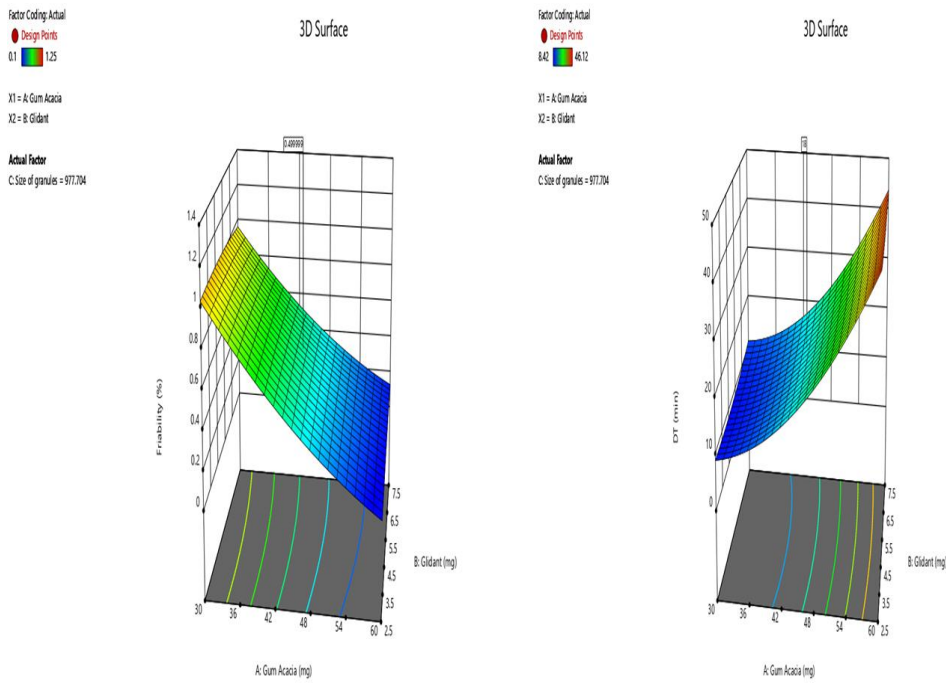 Factor Coding: Actual
Design Points
0.1 1.25
X1 = A: Gum Acacia
X2 = B: Glidant
Actual Factor
C: Size of granules = 977.704
3D Surface
0.499999
1.4
1.2
1
0.8
0.6
0.4
0.2
0
Friability (%)
30
36
42
48
54
60
A: Gum Acacia (mg)
7.5
6.5
5.5
4.5
3.5
2.5
B: Glidant (mg)
Factor Coding: Actual
Design Points
8.42 46.12
X1 = A: Gum Acacia
X2 = B: Glidant
Actual Factor
C: Size of granules = 977.704
3D Surface
18
50
40
30
20
10
0
DT (min)
30
36
42
48
54
60
A: Gum Acacia (mg)
7.5
6.5
5.5
4.5
3.5
2.5
B: Glidant (mg)